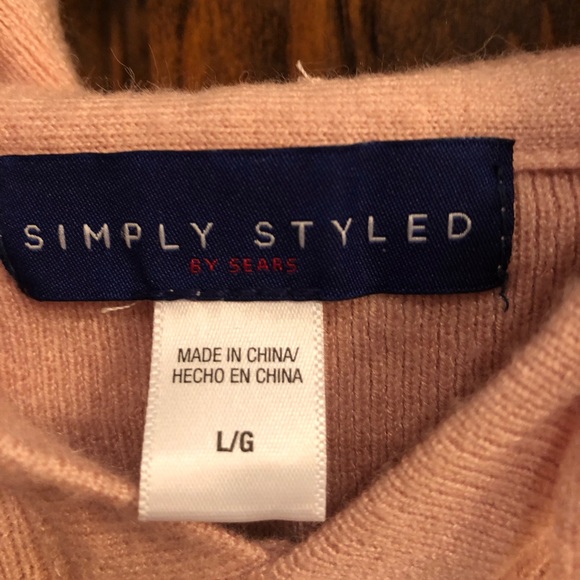 SIMPLY STYLED
BY SEARS
MADE IN CHINA/
HECHO EN CHINA
L/G